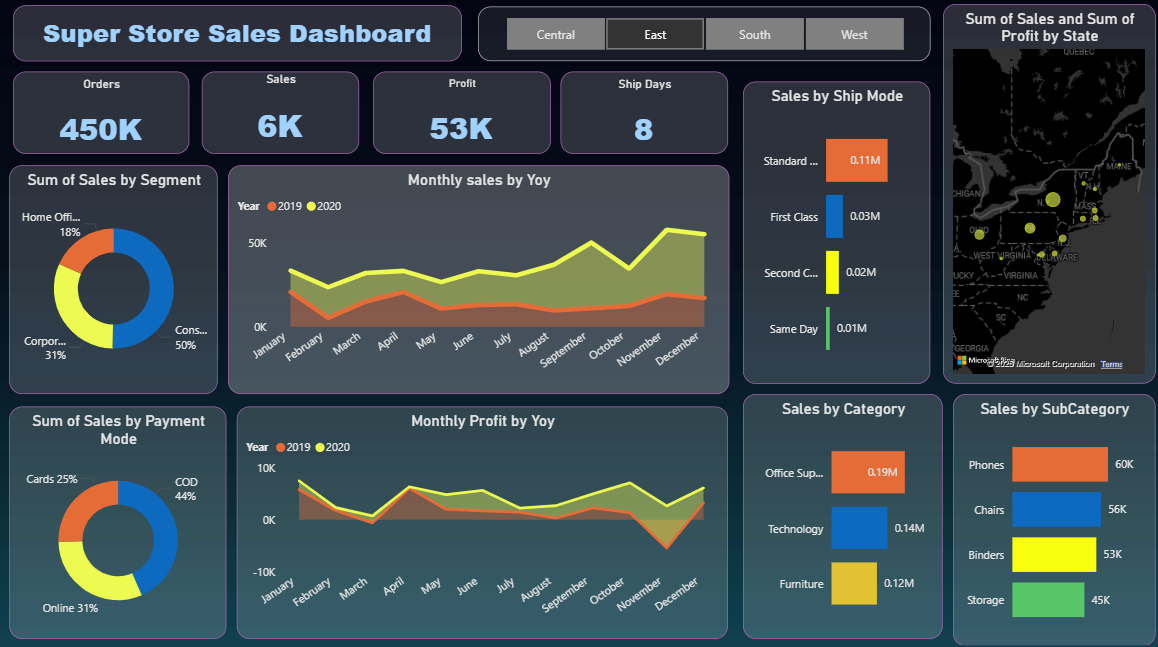 Super Store Sales Dashboard
Central
East
South
West
Sum of Sales and Sum of
Profit by State
Orders
450K
Sales
6K
Profit
53K
Ship Days
8
Sum of Sales by Segment
Home Offi...
18%
Corpor...
31%
Cons...
50%
Monthly sales by Yoy
Year 2019 2020
50K
0K
January
February
March
April
May
June
July
August
September
October
November
December
Sales by Ship Mode
Standard ...
0.11M
First Class
0.03M
Second C...
0.02M
Same Day
0.01M
QUEBEC
MAINE
VT.
N.H.
MASS.
N.
CHIGAN
OHIO
N.J.
WEST VIRGINIA
DELAWARE
UCKY
VIRGINIA
NC
SC
GEORGIA
Microsoft Bing
© 2023 Microsoft Corporation Terms
Sum of Sales by Payment
Mode
Cards 25%
COD
44%
Online 31%
Monthly Profit by Yoy
Year 2019 2020
10K
0K
-10K
January
February
March
April
May
June
July
August
September
October
November
December
Sales by Category
Office Sup...
0.19M
Technology
0.14M
Furniture
0.12M
Sales by SubCategory
Phones
60K
Chairs
56K
Binders
53K
Storage
45K